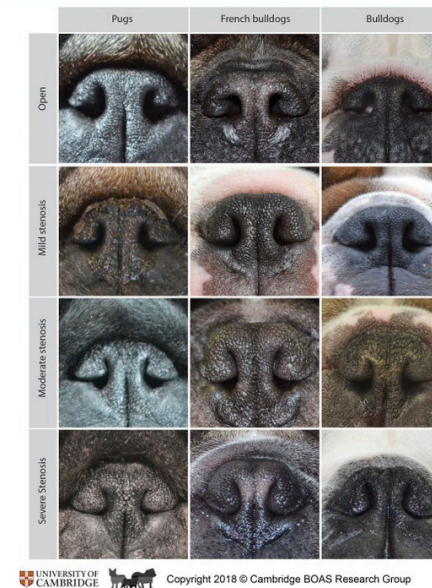 Pugs
French bulldogs
Bulldogs
Open
Mild stenosis
Moderate stenosis
Severe Stenosis
UNIVERSITY OF
CAMBRIDGE
Copyright 2018 © Cambridge BOAS Research Group